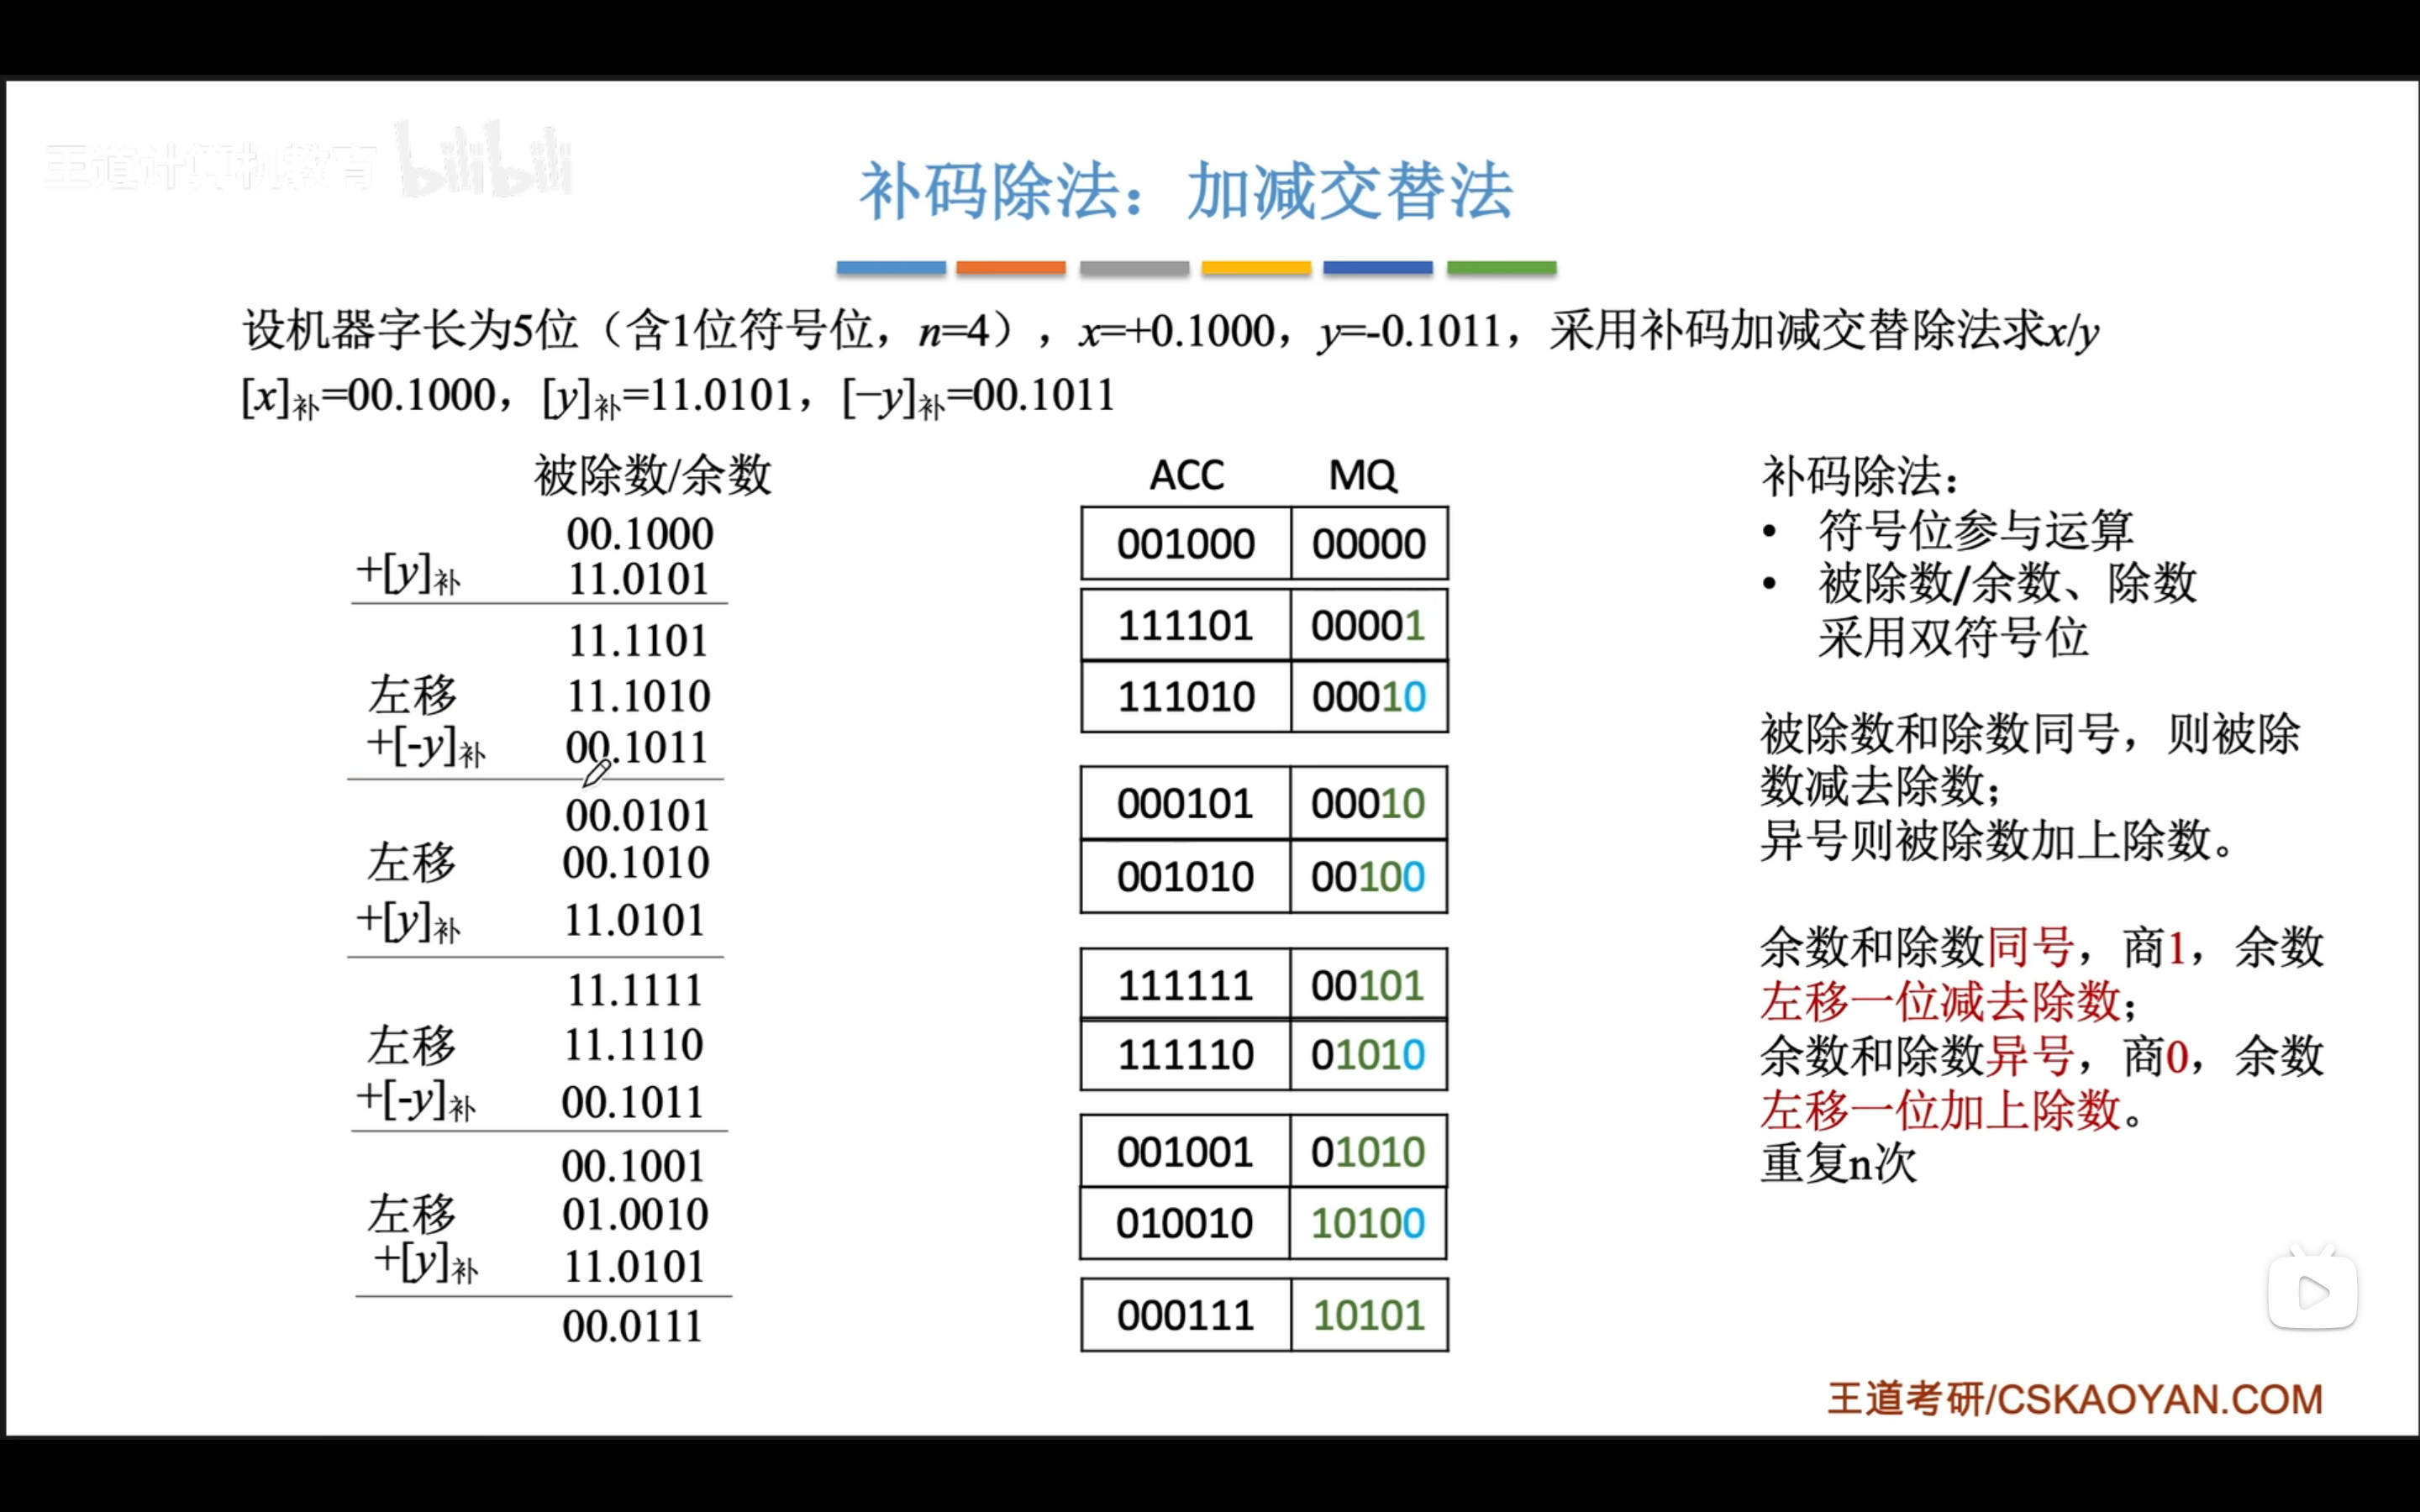 王道计算机教育 bilibili
补码除法：加减交替法
设机器字长为5位（含1位符号位，n=4），x=+0.1000，y=-0.1011，采用补码加减交替除法求x/y
[x]补=00.1000，[y]补=11.0101，[−y]补=00.1011
被除数/余数
00.1000
+[y]补 11.0101
11.1101
左移 11.1010
+[-y]补 00.1011
00.0101
左移 00.1010
+[y]补 11.0101
11.1111
左移 11.1110
+[-y]补 00.1011
00.1001
左移 01.0010
+[y]补 11.0101
00.0111
ACC MQ
001000 00000
111101 00001
111010 00010
000101 00010
001010 00100
111111 00101
111110 01010
001001 01010
010010 10100
000111 10101
补码除法：
• 符号位参与运算
• 被除数/余数、除数
采用双符号位
被除数和除数同号，则被除
数减去除数；
异号则被除数加上除数。
余数和除数同号，商1，余数
左移一位减去除数；
余数和除数异号，商0，余数
左移一位加上除数。
重复n次
王道考研/CSKAOYAN.COM